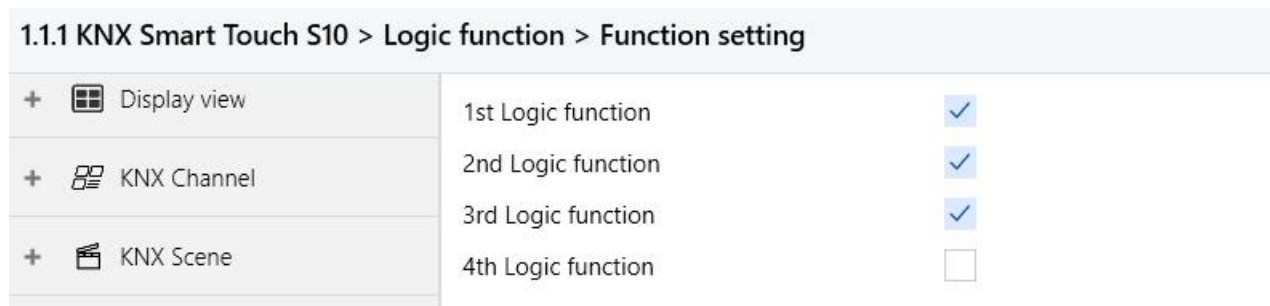 1.1.1 KNX Smart Touch S10 > Logic function > Function setting
+ Display view
+ KNX Channel
+ KNX Scene
1st Logic function
2nd Logic function
3rd Logic function
4th Logic function